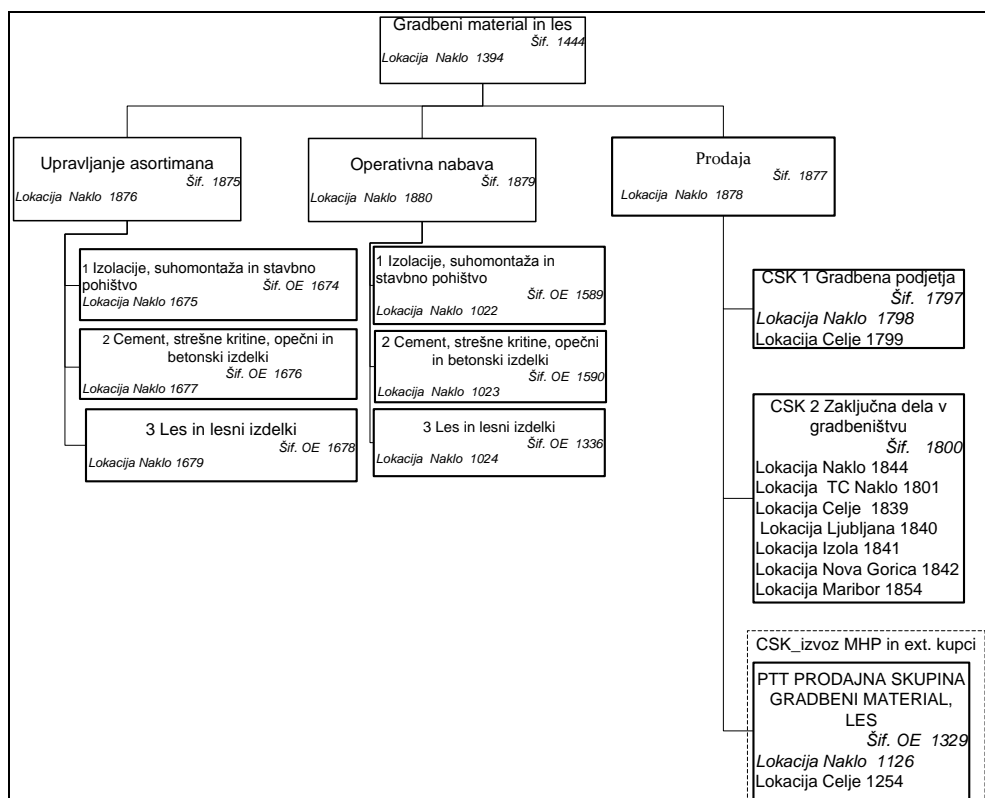 Gradbeni material in les
Šif. 1444
Lokacija Naklo 1394
Upravljanje asortimana
Šif. 1875
Lokacija Naklo 1876
1 Izolacije, suhomontaža in stavbno
pohištvo Šif. OE 1674
Lokacija Naklo 1675
2 Cement, strešne kritine, opečni in
betonski izdelki
Šif. OE 1676
Lokacija Naklo 1677
3 Les in lesni izdelki
Šif. OE 1678
Lokacija Naklo 1679
Operativna nabava
Šif. 1879
Lokacija Naklo 1880
1 Izolacije, suhomontaža in
stavbno pohištvo
Šif. OE 1589
Lokacija Naklo 1022
2 Cement, strešne kritine, opečni
in betonski izdelki
Šif. OE 1590
Lokacija Naklo 1023
3 Les in lesni izdelki
Šif. OE 1336
Lokacija Naklo 1024
Prodaja
Šif. 1877
Lokacija Naklo 1878
CSK 1 Gradbena podjetja
Šif. 1797
Lokacija Naklo 1798
Lokacija Celje 1799
CSK 2 Zaključna dela v
gradbeništvu
Šif. 1800
Lokacija Naklo 1844
Lokacija TC Naklo 1801
Lokacija Celje 1839
Lokacija Ljubljana 1840
Lokacija Izola 1841
Lokacija Nova Gorica 1842
Lokacija Maribor 1854
CSK_izvoz MHP in ext. kupci
PTT PRODAJNA SKUPINA
GRADBENI MATERIAL,
LES
Šif. OE 1329
Lokacija Naklo 1126
Lokacija Celje 1254